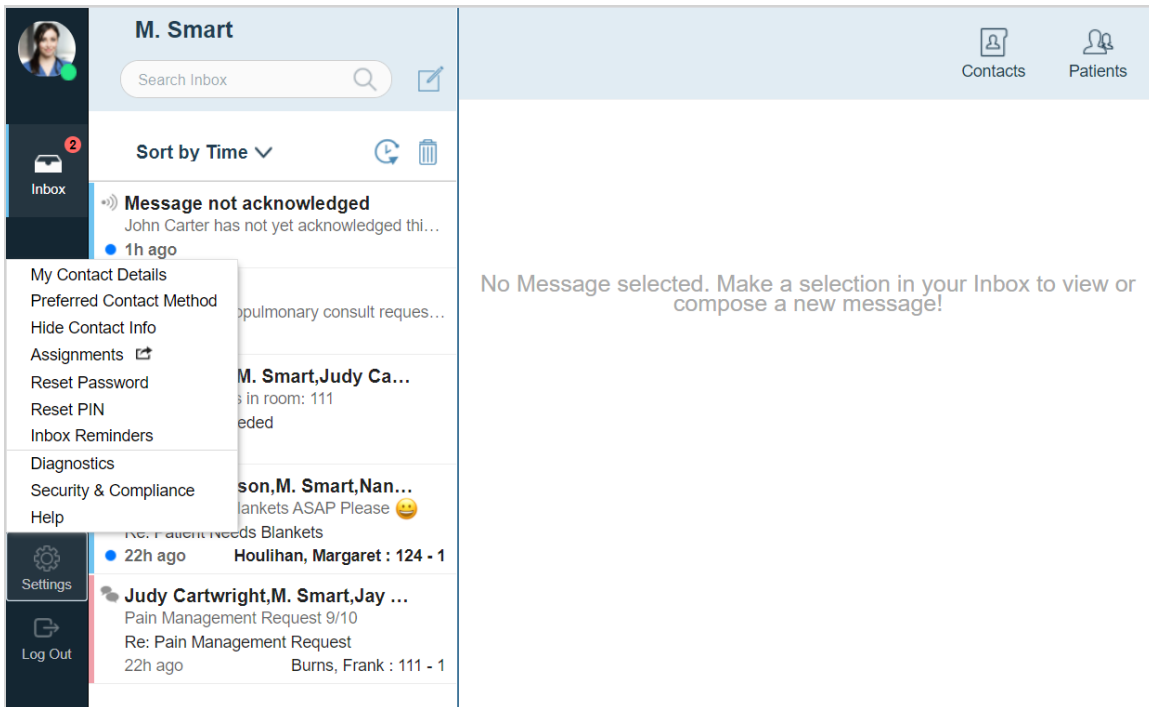 M. Smart
Search Inbox
Contacts
Patients
2
Inbox
Sort by Time
Message not acknowledged
John Carter has not yet acknowledged thi…
1h ago
My Contact Details
Preferred Contact Method
Hide Contact Info
Assignments
Reset Password
Reset PIN
Inbox Reminders
Diagnostics
Security & Compliance
Help
consult reques…
M. Smart,Judy Ca…
in room: 111
son,M. Smart,Nan…
ASAP Please 😀
Re: Patient Needs Blankets
22h ago
Houlihan, Margaret : 124 - 1
Judy Cartwright,M. Smart,Jay …
Pain Management Request 9/10
Re: Pain Management Request
22h ago
Burns, Frank : 111 - 1
Settings
Log Out
No Message selected. Make a selection in your Inbox to view or
compose a new message!